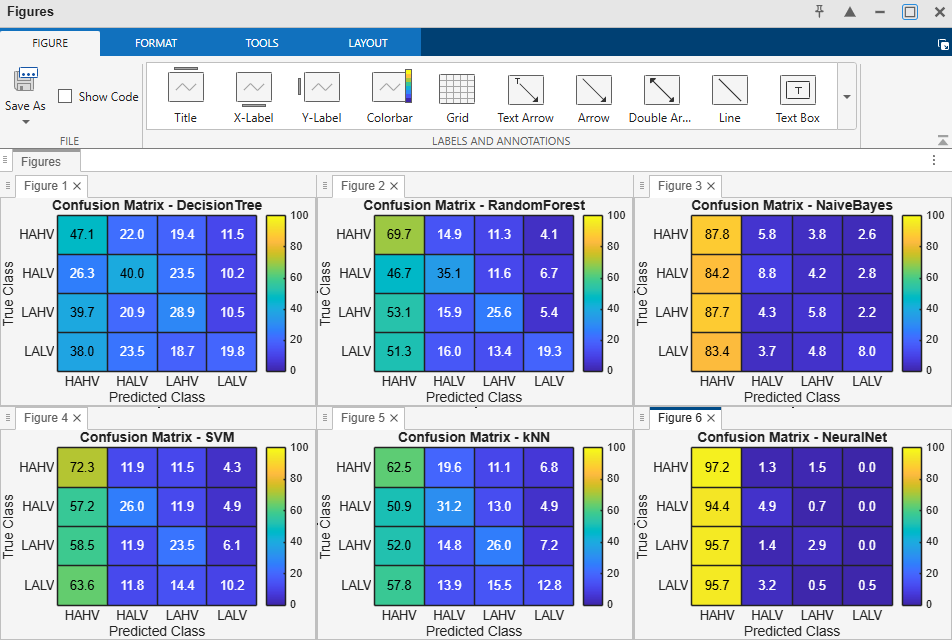 Figures
FIGURE FORMAT TOOLS LAYOUT
Save As
Show Code
Title X-Label Y-Label Colorbar Grid Text Arrow Arrow Double Ar... Line Text Box
FILE LABELS AND ANNOTATIONS
Figures
Figure 1
Confusion Matrix - DecisionTree
True Class
HAHV 47.1 22.0 19.4 11.5
HALV 26.3 40.0 23.5 10.2
LAHV 39.7 20.9 28.9 10.5
LALV 38.0 23.5 18.7 19.8
HAHV HALV LAHV LALV
Predicted Class
100
80
60
40
20
0
Figure 2
Confusion Matrix - RandomForest
True Class
HAHV 69.7 14.9 11.3 4.1
HALV 46.7 35.1 11.6 6.7
LAHV 53.1 15.9 25.6 5.4
LALV 51.3 16.0 13.4 19.3
HAHV HALV LAHV LALV
Predicted Class
100
80
60
40
20
0
Figure 3
Confusion Matrix - NaiveBayes
True Class
HAHV 87.8 5.8 3.8 2.6
HALV 84.2 8.8 4.2 2.8
LAHV 87.7 4.3 5.8 2.2
LALV 83.4 3.7 4.8 8.0
HAHV HALV LAHV LALV
Predicted Class
100
80
60
40
20
0
Figure 4
Confusion Matrix - SVM
True Class
HAHV 72.3 11.9 11.5 4.3
HALV 57.2 26.0 11.9 4.9
LAHV 58.5 11.9 23.5 6.1
LALV 63.6 11.8 14.4 10.2
HAHV HALV LAHV LALV
Predicted Class
100
80
60
40
20
0
Figure 5
Confusion Matrix - kNN
True Class
HAHV 62.5 19.6 11.1 6.8
HALV 50.9 31.2 13.0 4.9
LAHV 52.0 14.8 26.0 7.2
LALV 57.8 13.9 15.5 12.8
HAHV HALV LAHV LALV
Predicted Class
100
80
60
40
20
0
Figure 6
Confusion Matrix - NeuralNet
True Class
HAHV 97.2 1.3 1.5 0.0
HALV 94.4 4.9 0.7 0.0
LAHV 95.7 1.4 2.9 0.0
LALV 95.7 3.2 0.5 0.5
HAHV HALV LAHV LALV
Predicted Class
100
80
60
40
20
0